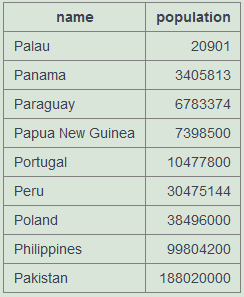 name population
Palau 20901
Panama 3405813
Paraguay 6783374
Papua New Guinea 7398500
Portugal 10477800
Peru 30475144
Poland 38496000
Philippines 99804200
Pakistan 188020000